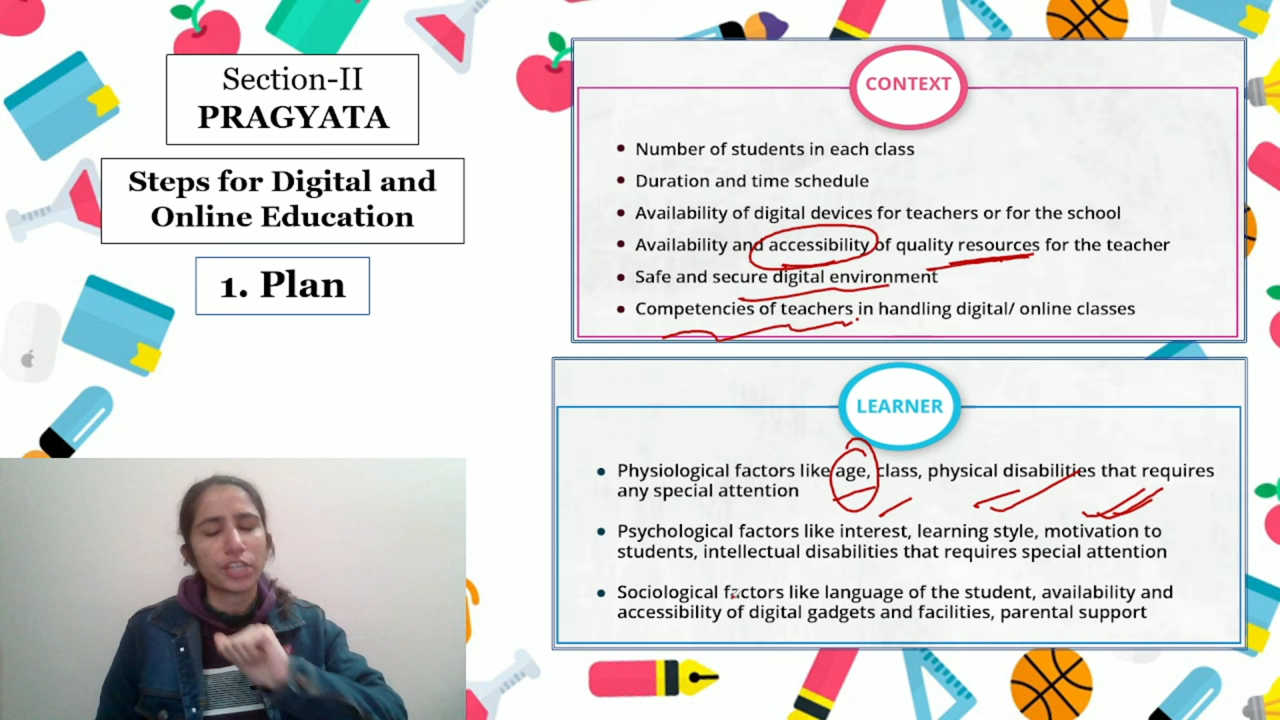 Section-II
PRAGYATA
Steps for Digital and
Online Education
1. Plan
CONTEXT
• Number of students in each class
• Duration and time schedule
• Availability of digital devices for teachers or for the school
• Availability and accessibility of quality resources for the teacher
• Safe and secure digital environment
• Competencies of teachers in handling digital/ online classes
LEARNER
• Physiological factors like age, class, physical disabilities that requires
any special attention
• Psychological factors like interest, learning style, motivation to
students, intellectual disabilities that requires special attention
• Sociological factors like language of the student, availability and
accessibility of digital gadgets and facilities, parental support